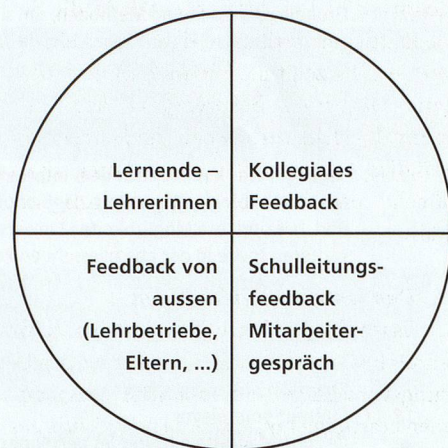 Lernende –
Lehrerinnen
Kollegiales
Feedback
Feedback von
aussen
(Lehrbetriebe,
Eltern, ...)
Schulleitungs-
feedback
Mitarbeiter-
gespräch